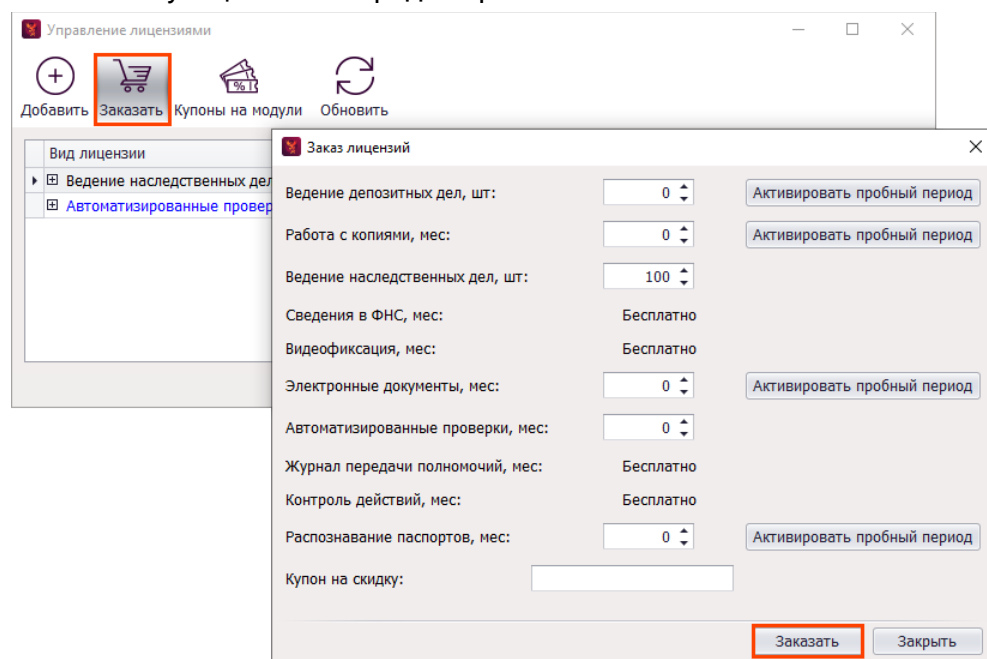 Управление лицензиями
Добавить Заказать Купоны на модули Обновить
%
Вид лицензии
Ведение наследственных дел
Автоматизированные провер
Заказ лицензий
Ведение депозитных дел, шт: 0 Активировать пробный период
Работа с копиями, мес: 0 Активировать пробный период
Ведение наследственных дел, шт: 100
Сведения в ФНС, мес: Бесплатно
Видеофиксация, мес: Бесплатно
Электронные документы, мес: 0 Активировать пробный период
Автоматизированные проверки, мес: 0
Журнал передачи полномочий, мес: Бесплатно
Контроль действий, мес: Бесплатно
Распознавание паспортов, мес: 0 Активировать пробный период
Купон на скидку:
Заказать Закрыть